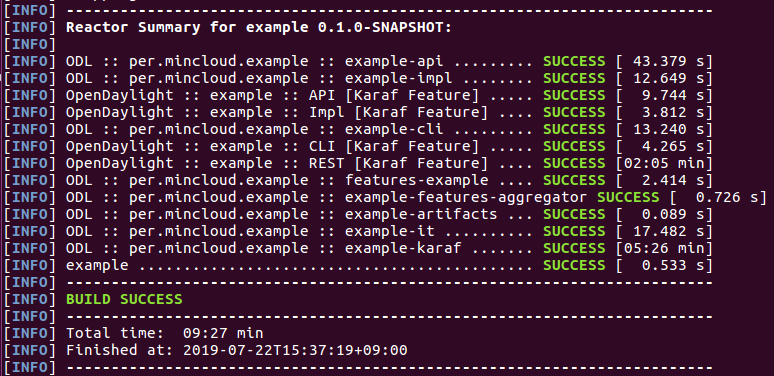 [INFO] ------------------------------------------------------------------------
[INFO] Reactor Summary for example 0.1.0-SNAPSHOT:
[INFO]
[INFO] ODL :: per.mincloud.example :: example-api ......... SUCCESS [ 43.379 s]
[INFO] ODL :: per.mincloud.example :: example-impl ........ SUCCESS [ 12.649 s]
[INFO] OpenDaylight :: example :: API [Karaf Feature] ..... SUCCESS [  9.744 s]
[INFO] OpenDaylight :: example :: Impl [Karaf Feature] .... SUCCESS [  3.812 s]
[INFO] ODL :: per.mincloud.example :: example-cli ......... SUCCESS [ 13.240 s]
[INFO] OpenDaylight :: example :: CLI [Karaf Feature] ..... SUCCESS [  4.265 s]
[INFO] OpenDaylight :: example :: REST [Karaf Feature] .... SUCCESS [02:05 min]
[INFO] ODL :: per.mincloud.example :: features-example .... SUCCESS [  2.414 s]
[INFO] ODL :: per.mincloud.example :: example-features-aggregator SUCCESS [  0.726 s]
[INFO] ODL :: per.mincloud.example :: example-artifacts ... SUCCESS [  0.089 s]
[INFO] ODL :: per.mincloud.example :: example-it .......... SUCCESS [ 17.482 s]
[INFO] ODL :: per.mincloud.example :: example-karaf ....... SUCCESS [05:26 min]
[INFO] example ............................................ SUCCESS [  0.533 s]
[INFO] ------------------------------------------------------------------------
[INFO] BUILD SUCCESS
[INFO] ------------------------------------------------------------------------
[INFO] Total time:  09:27 min
[INFO] Finished at: 2019-07-22T15:37:19+09:00
[INFO] ------------------------------------------------------------------------